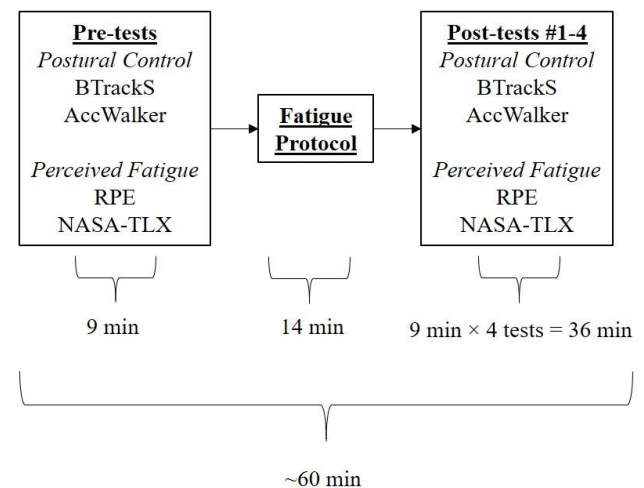 Pre-tests
Postural Control
BTrackS
AccWalker
Perceived Fatigue
RPE
NASA-TLX
Fatigue
Protocol
Post-tests #1-4
Postural Control
BTrackS
AccWalker
Perceived Fatigue
RPE
NASA-TLX
9 min
14 min
9 min × 4 tests = 36 min
~60 min